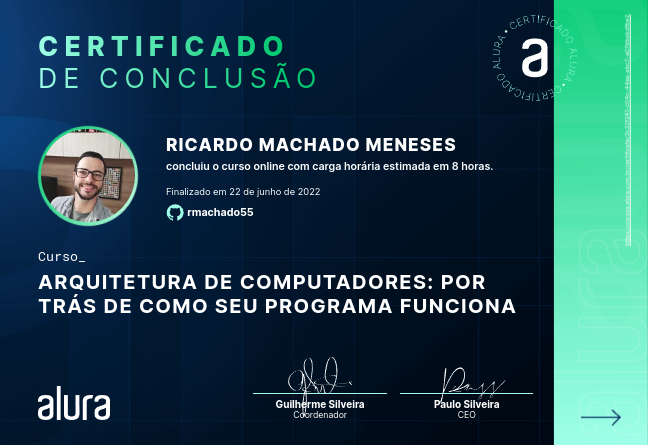 CERTIFICADO
DE CONCLUSÃO
CERTIFICADO ALURA • CERTIFICADO ALURA •
a
RICARDO MACHADO MENESES
concluiu o curso online com carga horária estimada em 8 horas.
Finalizado em 22 de junho de 2022
rmachado55
Curso_
ARQUITETURA DE COMPUTADORES: POR
TRÁS DE COMO SEU PROGRAMA FUNCIONA
alura
Guilherme Silveira
Coordenador
Paulo Silveira
CEO
alura